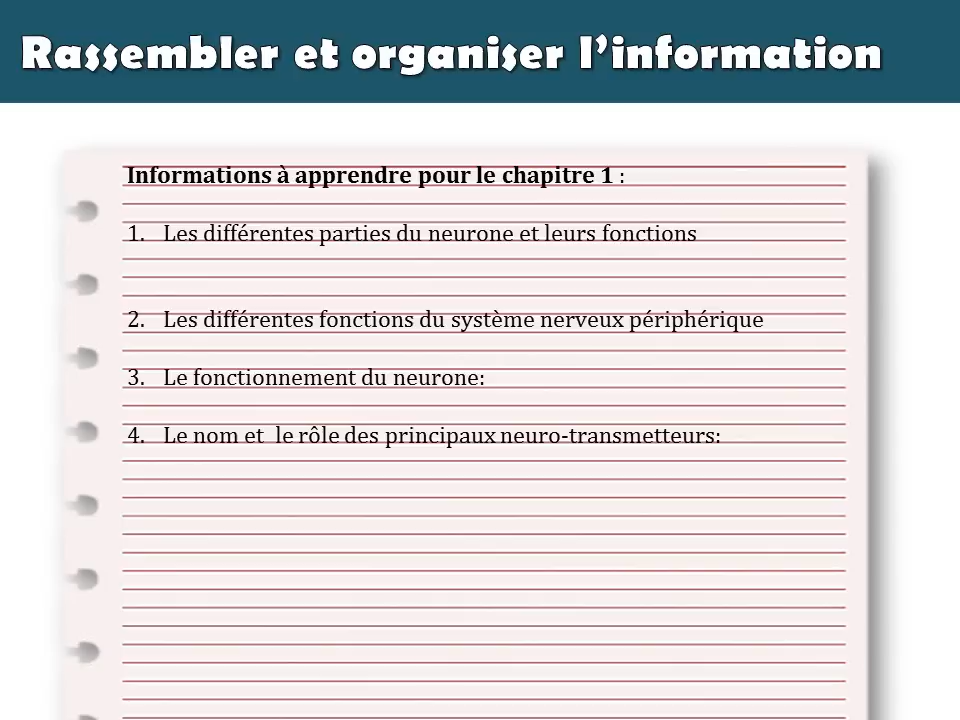 Rassembler et organiser l’information
Informations à apprendre pour le chapitre 1 :
1. Les différentes parties du neurone et leurs fonctions
2. Les différentes fonctions du système nerveux périphérique
3. Le fonctionnement du neurone:
4. Le nom et  le rôle des principaux neuro-transmetteurs: